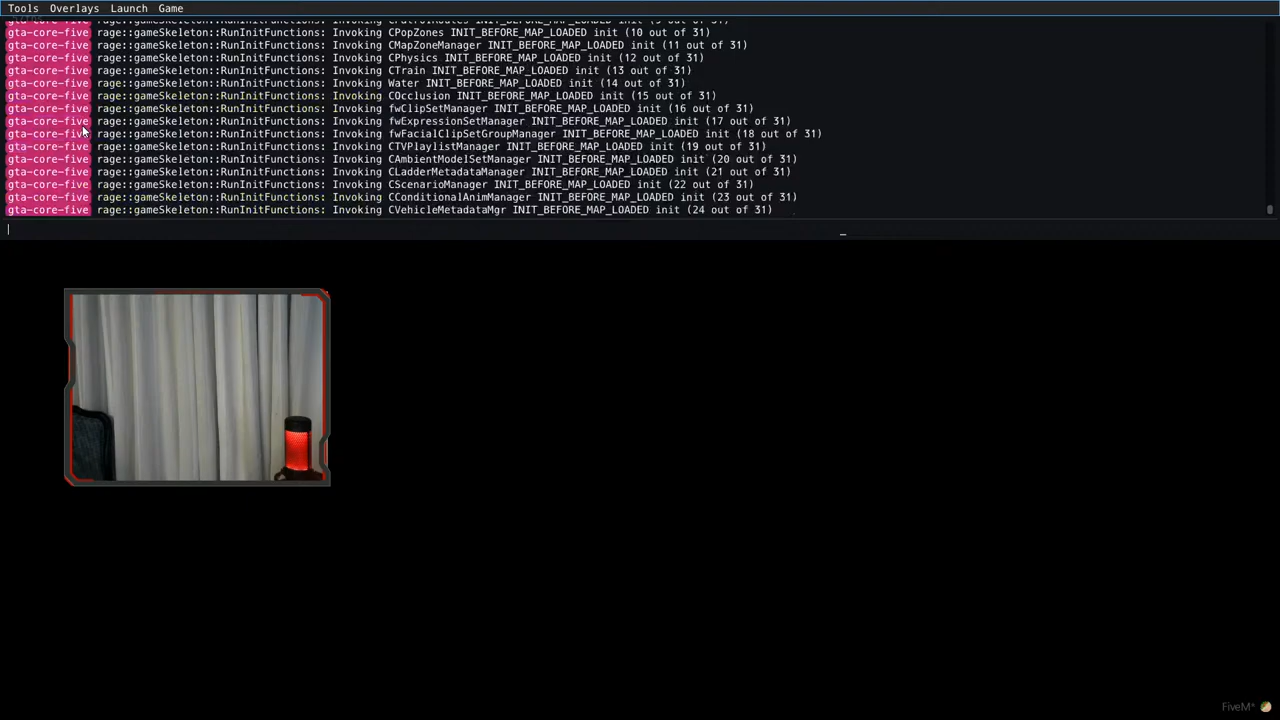 Tools Overlays Launch Game
gta-core-five rage::gameSkeleton::RunInitFunctions: Invoking CPopZones INIT_BEFORE_MAP_LOADED init (10 out of 31)
gta-core-five rage::gameSkeleton::RunInitFunctions: Invoking CMapZoneManager INIT_BEFORE_MAP_LOADED init (11 out of 31)
gta-core-five rage::gameSkeleton::RunInitFunctions: Invoking CPhysics INIT_BEFORE_MAP_LOADED init (12 out of 31)
gta-core-five rage::gameSkeleton::RunInitFunctions: Invoking CTrain INIT_BEFORE_MAP_LOADED init (13 out of 31)
gta-core-five rage::gameSkeleton::RunInitFunctions: Invoking Water INIT_BEFORE_MAP_LOADED init (14 out of 31)
gta-core-five rage::gameSkeleton::RunInitFunctions: Invoking COcclusion INIT_BEFORE_MAP_LOADED init (15 out of 31)
gta-core-five rage::gameSkeleton::RunInitFunctions: Invoking fwClipSetManager INIT_BEFORE_MAP_LOADED init (16 out of 31)
gta-core-five rage::gameSkeleton::RunInitFunctions: Invoking fwExpressionSetManager INIT_BEFORE_MAP_LOADED init (17 out of 31)
gta-core-five rage::gameSkeleton::RunInitFunctions: Invoking fwFacialClipSetGroupManager INIT_BEFORE_MAP_LOADED init (18 out of 31)
gta-core-five rage::gameSkeleton::RunInitFunctions: Invoking CTVPlaylistManager INIT_BEFORE_MAP_LOADED init (19 out of 31)
gta-core-five rage::gameSkeleton::RunInitFunctions: Invoking CAmbientModelSetManager INIT_BEFORE_MAP_LOADED init (20 out of 31)
gta-core-five rage::gameSkeleton::RunInitFunctions: Invoking CLadderMetadataManager INIT_BEFORE_MAP_LOADED init (21 out of 31)
gta-core-five rage::gameSkeleton::RunInitFunctions: Invoking CScenarioManager INIT_BEFORE_MAP_LOADED init (22 out of 31)
gta-core-five rage::gameSkeleton::RunInitFunctions: Invoking CConditionalAnimManager INIT_BEFORE_MAP_LOADED init (23 out of 31)
gta-core-five rage::gameSkeleton::RunInitFunctions: Invoking CVehicleMetadataMgr INIT_BEFORE_MAP_LOADED init (24 out of 31)
FiveM*